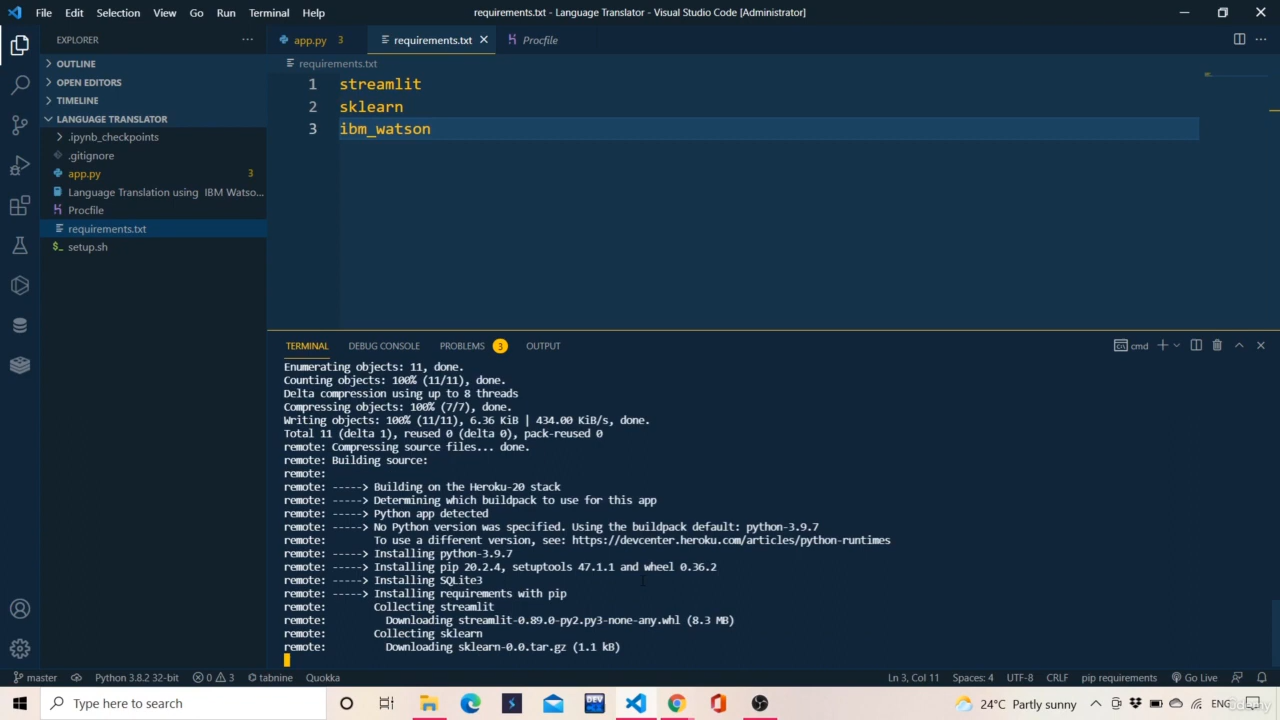 File Edit Selection View Go Run Terminal Help
requirements.txt - Language Translator - Visual Studio Code [Administrator]
EXPLORER
OUTLINE
OPEN EDITORS
TIMELINE
LANGUAGE TRANSLATOR
.ipynb_checkpoints
.gitignore
app.py 3
Language Translation using IBM Watso...
Procfile
requirements.txt
setup.sh
app.py 3 requirements.txt Procfile
requirements.txt
1 streamlit
2 sklearn
3 ibm_watson
TERMINAL DEBUG CONSOLE PROBLEMS 3 OUTPUT
cmd
Enumerating objects: 11, done.
Counting objects: 100% (11/11), done.
Delta compression using up to 8 threads
Compressing objects: 100% (7/7), done.
Writing objects: 100% (11/11), 6.36 KiB | 434.00 KiB/s, done.
Total 11 (delta 1), reused 0 (delta 0), pack-reused 0
remote: Compressing source files... done.
remote: Building source:
remote:
remote: -----> Building on the Heroku-20 stack
remote: -----> Determining which buildpack to use for this app
remote: -----> Python app detected
remote: -----> No Python version was specified. Using the buildpack default: python-3.9.7
remote: To use a different version, see: https://devcenter.heroku.com/articles/python-runtimes
remote: -----> Installing python-3.9.7
remote: -----> Installing pip 20.2.4, setuptools 47.1.1 and wheel 0.36.2
remote: -----> Installing SQLite3
remote: -----> Installing requirements with pip
remote: Collecting streamlit
remote: Downloading streamlit-0.89.0-py2.py3-none-any.whl (8.3 MB)
remote: Collecting sklearn
remote: Downloading sklearn-0.0.tar.gz (1.1 kB)
master Python 3.8.2 32-bit 0 3 tabnine Quokka Ln 3, Col 11 Spaces: 4 UTF-8 CRLF pip requirements Go Live
Type here to search
DEV
24°C Partly sunny
ENG
Udemy